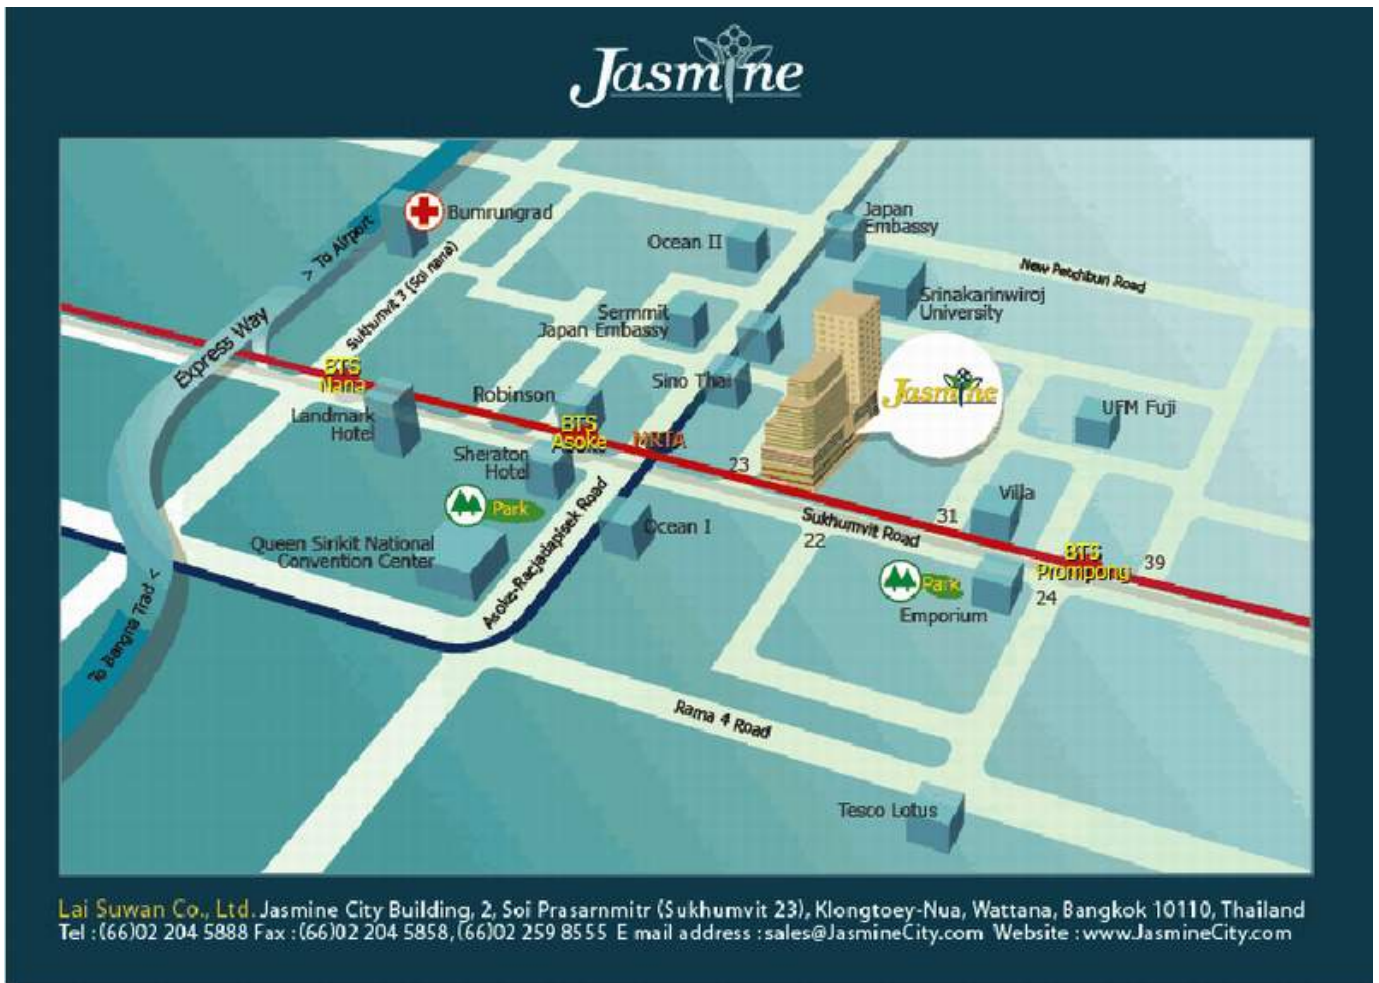 Jasmine
> To Airport
Bumrungrad
Japan
Embassy
Ocean II
New Petchburi Road
Sukhumvit 3 (Soi nana)
Srinakarinwiroj
University
Sermmit
Japan Embassy
Express Way
BTS
Nana
Sino Thai
Jasmine
Robinson
Landmark
Hotel
UFM Fuji
BTS
Asoke
MRTA
Sheraton
Hotel
23
Park
Villa
Asoke-Racjadapisek Road
Ocean I
Sukhumvit Road
31
22
Queen Sirikit National
Convention Center
BTS
Prompong
39
Park
24
Emporium
To Bangna Trad <
Rama 4 Road
Tesco Lotus
Lai Suwan Co., Ltd. Jasmine City Building, 2, Soi Prasarnmitr (Sukhumvit 23), Klongtoey-Nua, Wattana, Bangkok 10110, Thailand
Tel :(66)02 204 5888 Fax :(66)02 204 5858,(66)02 259 8555 E mail address :sales@JasmineCity.com Website :www.JasmineCity.com